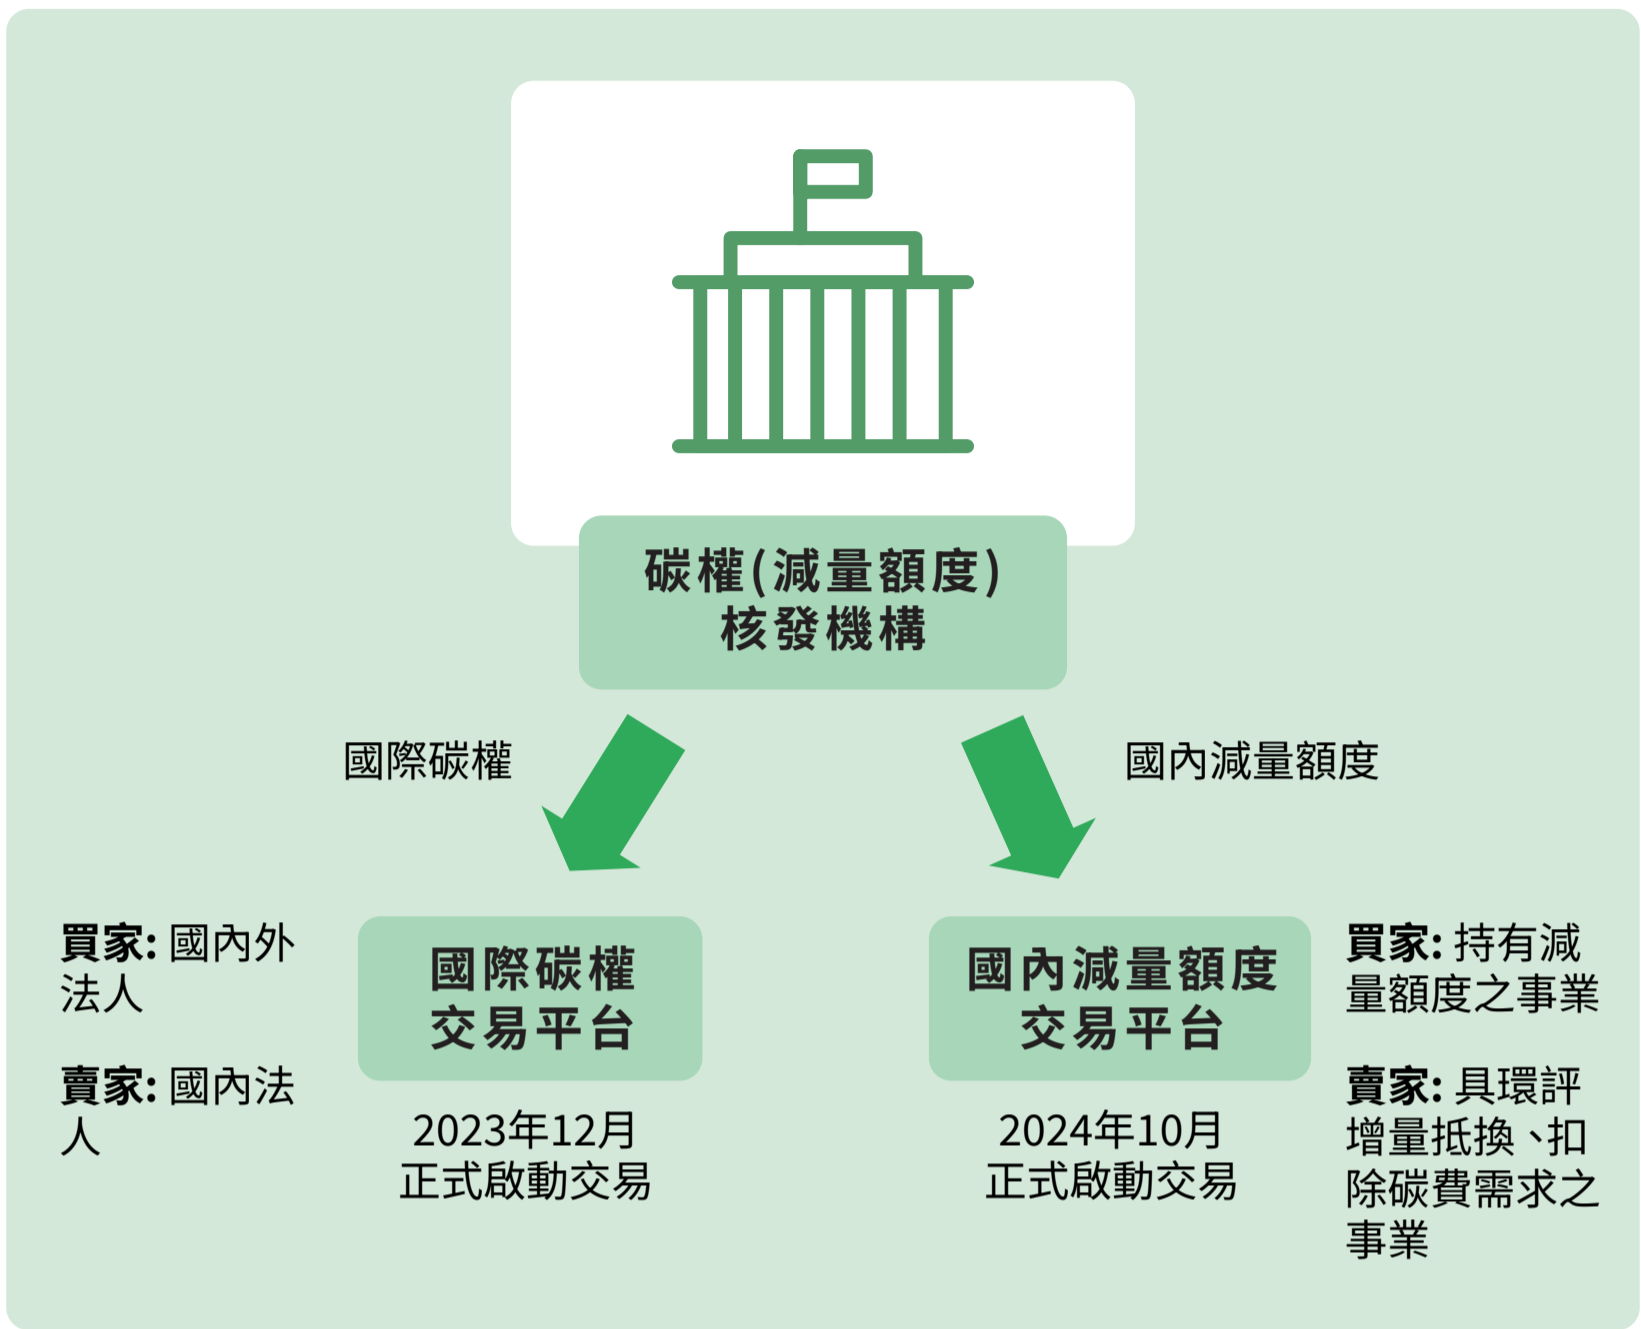 碳權(減量額度)
核發機構
國際碳權
國內減量額度
買家: 國內外
法人
賣家: 國內法
人
國際碳權
交易平台
2023年12月
正式啟動交易
國內減量額度
交易平台
2024年10月
正式啟動交易
買家: 持有減
量額度之事業
賣家: 具環評
增量抵換、扣
除碳費需求之
事業